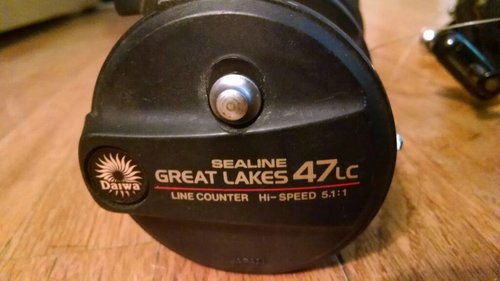 SEALINE
GREAT LAKES 47LC
Daiwa
LINE COUNTER Hi-SPEED 5.1:1